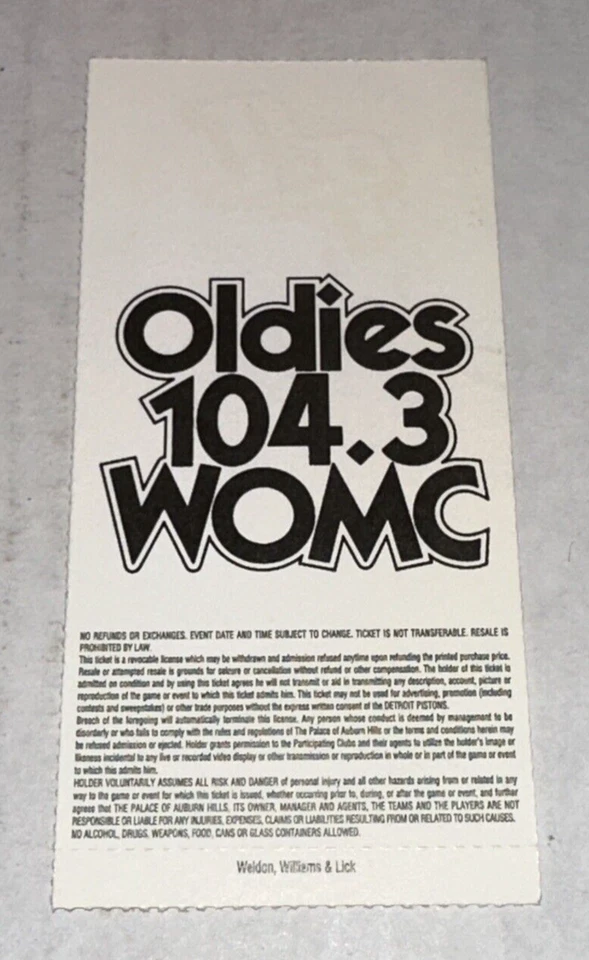 Oldies
104.3
WOMC
NO REFUNDS OR EXCHANGES. EVENT DATE AND TIME SUBJECT TO CHANGE. TICKET IS NOT TRANSFERABLE. RESALE IS
PROHIBITED BY LAW.
This ticket is a revocable license which may be withdrawn and admission refused anytime upon refunding the printed purchase price.
Resale or attempted resale is grounds for seizure or cancellation without refund or other compensation. The holder of this ticket is
admitted on condition and by using this ticket agrees he will not transmit or aid in transmitting any description, account, picture or
reproduction of the game or event to which this ticket admits him. This ticket may not be used for advertising, promotion (including
contests and sweepstakes) or other trade purposes without the express written consent of the DETROIT PISTONS.
Breach of the foregoing will automatically terminate this license. Any person whose conduct is deemed by management to be
disorderly or who fails to comply with the rules and regulations of The Palace of Auburn Hills or the terms and conditions herein may
be refused admission or ejected. Holder grants permission to the Participating Clubs and their agents to utilize the holder's image or
likeness incidental to any live or recorded video display or other transmission or reproduction in whole or in part of the game or event
to which this admits him.
HOLDER VOLUNTARILY ASSUMES ALL RISK AND DANGER of personal injury and all other hazards arising from or related in any
way to the game or event for which this ticket is issued, whether occurring prior to, during, or after the game or event, and further
agrees that THE PALACE OF AUBURN HILLS, ITS OWNER, MANAGER AND AGENTS, THE TEAMS AND THE PLAYERS ARE NOT
RESPONSIBLE OR LIABLE FOR ANY INJURIES, EXPENSES, CLAIMS OR LIABILITIES RESULTING FROM OR RELATED TO SUCH CAUSES.
NO ALCOHOL, DRUGS, WEAPONS, FOOD, CANS OR GLASS CONTAINERS ALLOWED.
Weldon, Williams & Lick